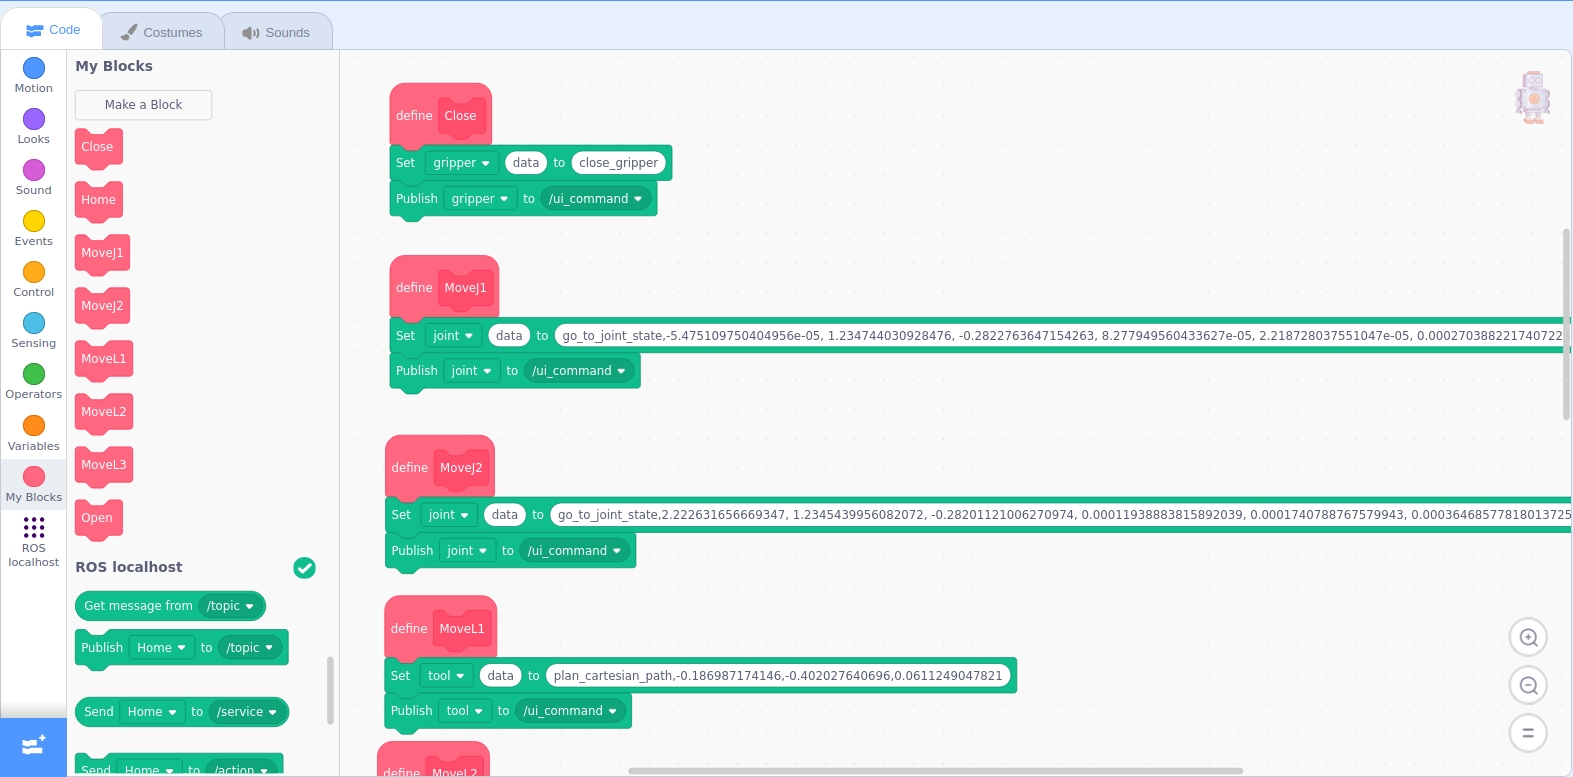 Code
Costumes
Sounds
Motion
Looks
Sound
Events
Control
Sensing
Operators
Variables
My Blocks
ROS
localhost
My Blocks
Make a Block
Close
Home
MoveJ1
MoveJ2
MoveL1
MoveL2
MoveL3
Open
ROS localhost
Get message from /topic
Publish Home to /topic
Send Home to /service
Send Home to /action
define Close
Set gripper data to close_gripper
Publish gripper to /ui_command
define MoveJ1
Set joint data to go_to_joint_state,-5.475109750404956e-05, 1.234744030928476, -0.2822763647154263, 8.277949560433627e-05, 2.218728037551047e-05, 0.000270388221740722
Publish joint to /ui_command
define MoveJ2
Set joint data to go_to_joint_state,2.222631656669347, 1.2345439956082072, -0.28201121006270974, 0.00011938883815892039, 0.0001740788767579943, 0.00036468577818013725
Publish joint to /ui_command
define MoveL1
Set tool data to plan_cartesian_path,-0.186987174146,-0.402027640696,0.0611249047821
Publish tool to /ui_command
define MoveL2